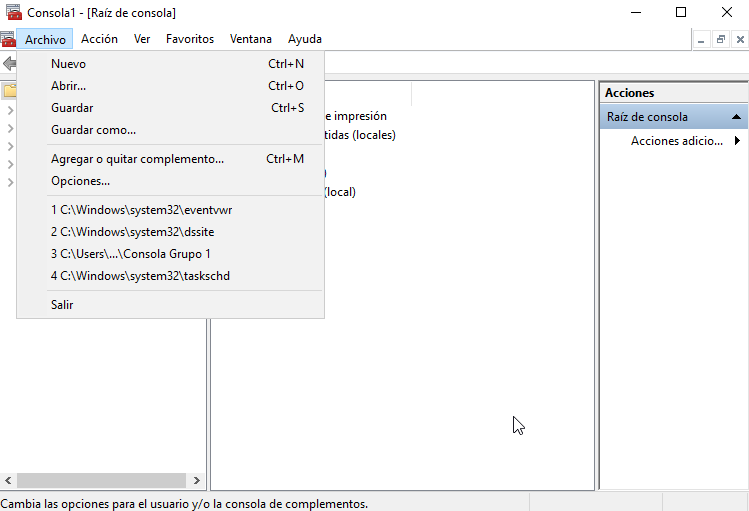 Consola1 - [Raíz de consola]
Archivo Acción Ver Favoritos Ventana Ayuda
Nuevo Ctrl+N
Abrir... Ctrl+O
Guardar Ctrl+S
Guardar como...
Agregar o quitar complemento... Ctrl+M
Opciones...
1 C:\Windows\system32\eventvwr
2 C:\Windows\system32\dssite
3 C:\Users\...\Consola Grupo 1
4 C:\Windows\system32\taskschd
Salir
e impresión
tidas (locales)
)
(local)
Acciones
Raíz de consola
Acciones adicio...
Cambia las opciones para el usuario y/o la consola de complementos.